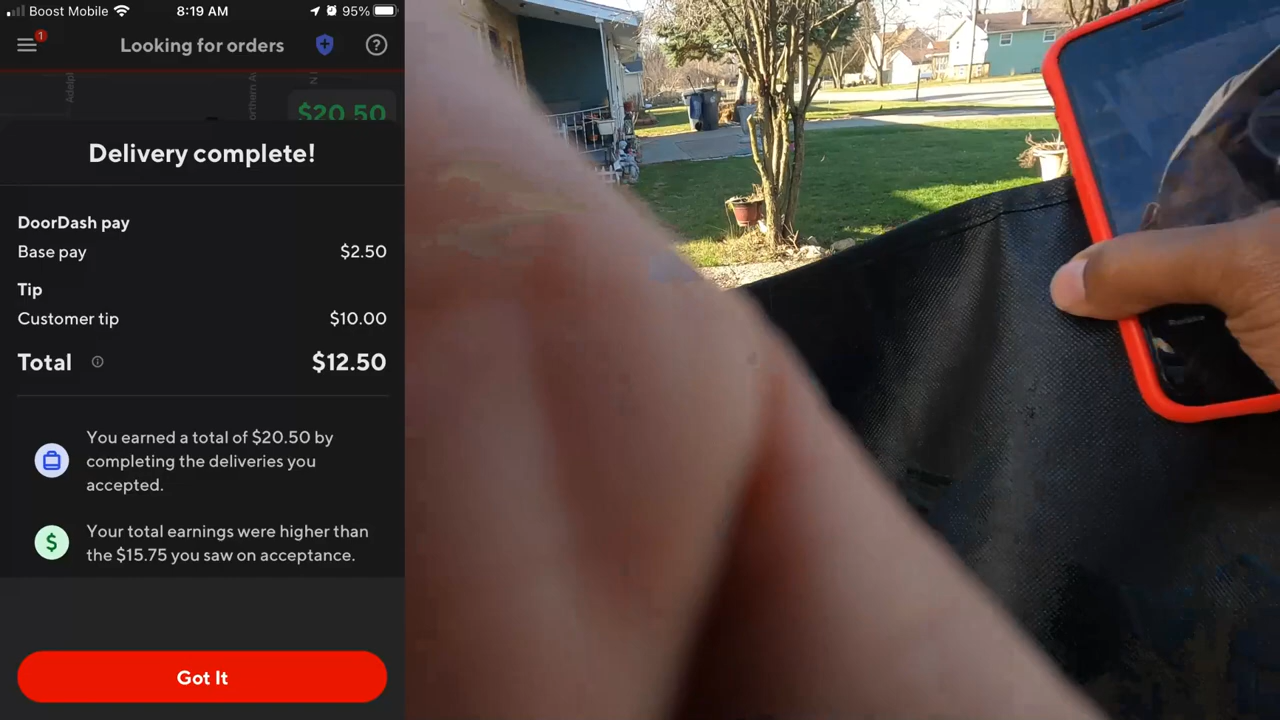 Boost Mobile 8:19 AM 95%
1
Looking for orders
?
Adelp
N
$20.50
Delivery complete!
DoorDash pay
Base pay $2.50
Tip
Customer tip $10.00
Total $12.50
You earned a total of $20.50 by
completing the deliveries you
accepted.
$
Your total earnings were higher than
the $15.75 you saw on acceptance.
Got It